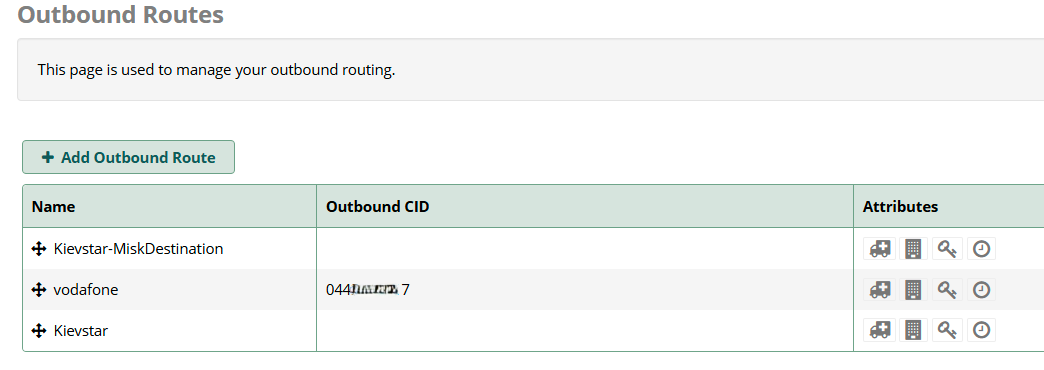 Outbound Routes
This page is used to manage your outbound routing.
Add Outbound Route
Name Outbound CID Attributes
Kievstar-MiskDestination
vodafone 044 7
Kievstar